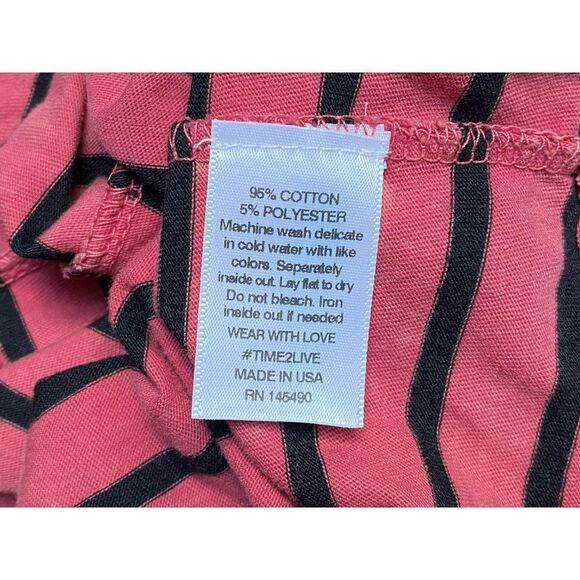 95% COTTON
5% POLYESTER
Machine wash delicate
in cold water with like
colors. Separately
inside out. Lay flat to dry
Do not bleach. Iron
inside out if needed
WEAR WITH LOVE
#TIME2LIVE
MADE IN USA
RN 145490